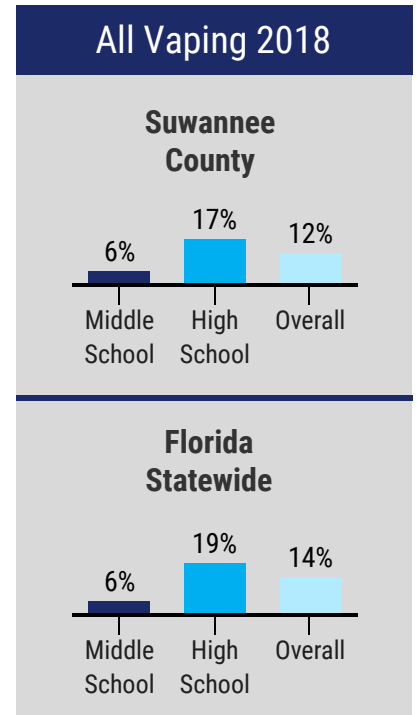 All Vaping 2018
Suwannee
County
6%
17%
12%
Middle
School
High
School
Overall
Florida
Statewide
6%
19%
14%
Middle
School
High
School
Overall